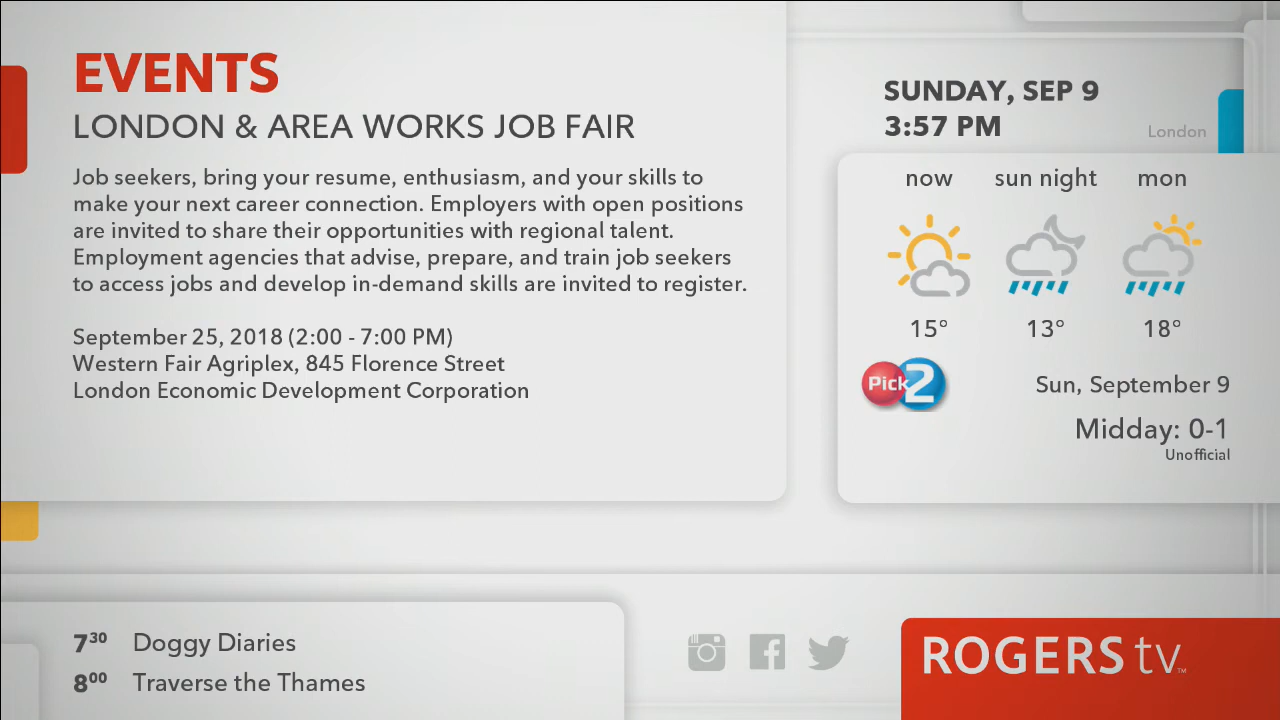 EVENTS
LONDON & AREA WORKS JOB FAIR
Job seekers, bring your resume, enthusiasm, and your skills to
make your next career connection. Employers with open positions
are invited to share their opportunities with regional talent.
Employment agencies that advise, prepare, and train job seekers
to access jobs and develop in-demand skills are invited to register.
September 25, 2018 (2:00 - 7:00 PM)
Western Fair Agriplex, 845 Florence Street
London Economic Development Corporation
SUNDAY, SEP 9
3:57 PM
London
now sun night mon
15° 13° 18°
Pick 2
Sun, September 9
Midday: 0-1
Unofficial
7³⁰ Doggy Diaries
8⁰⁰ Traverse the Thames
ROGERS tv™